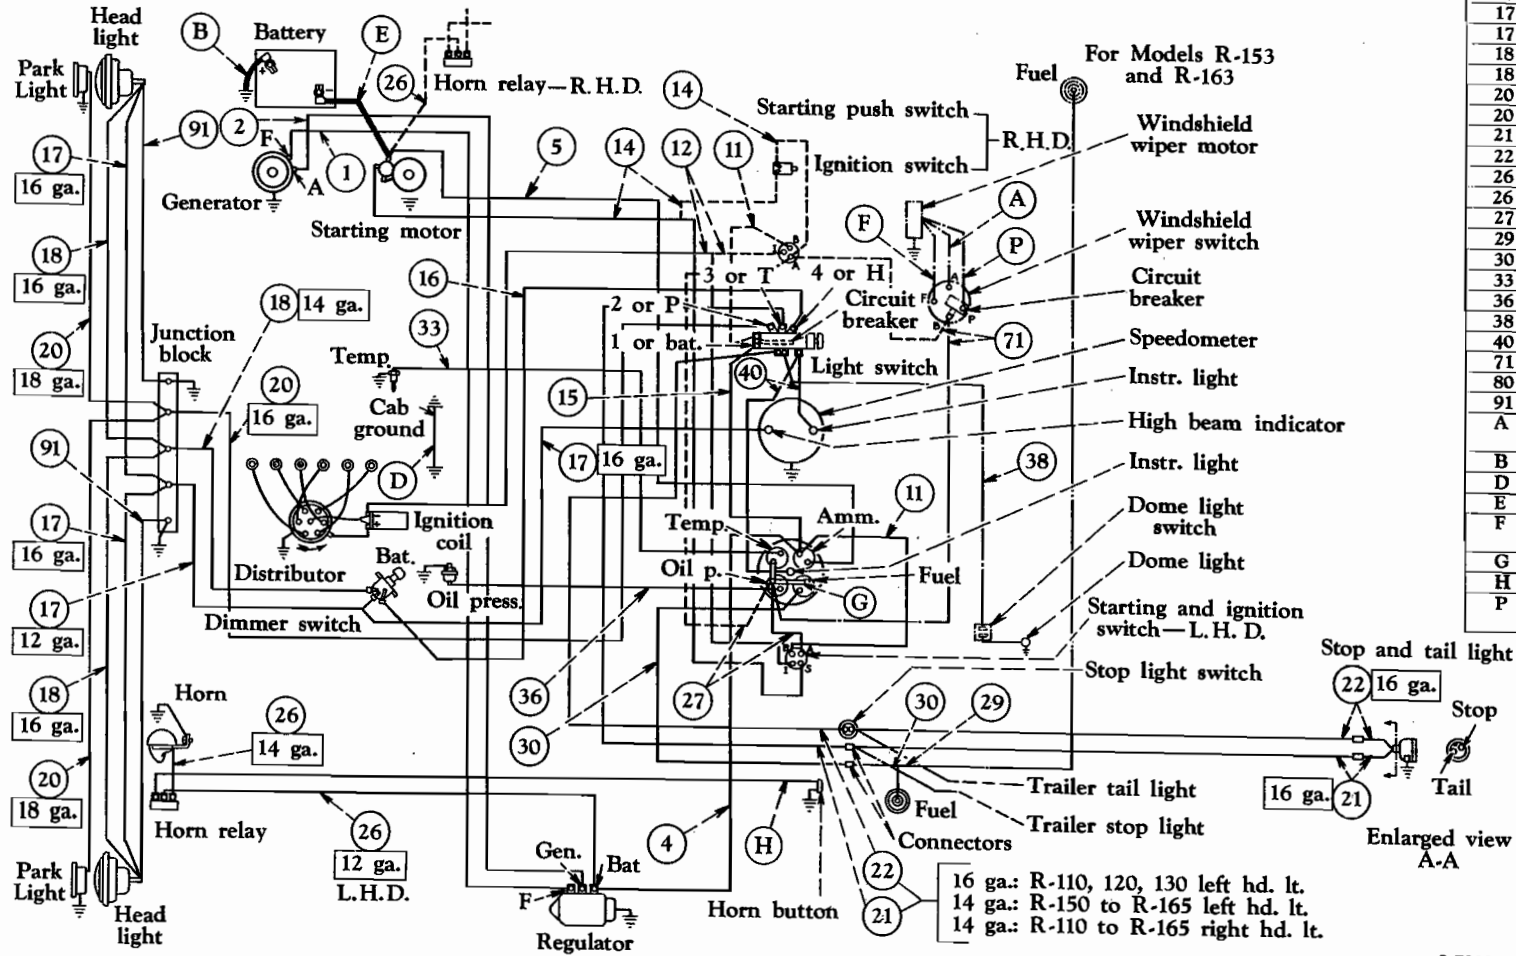 Head
light
B
Battery
E
Park
Light
26
Horn relay—R.H.D.
14
Fuel
For Models R-153
and R-163
Starting push switch
R.H.D.
Ignition switch
Windshield
wiper motor
91
2
F
1
A
Generator
Starting motor
5
14
12
11
17
16 ga.
F
A
P
Windshield
wiper switch
18
16 ga.
16
3 or T
4 or H
Circuit
breaker
Circuit
breaker
2 or P
1 or bat.
18
14 ga.
33
Temp.
71
Speedometer
Light switch
40
Junction
block
20
18 ga.
20
16 ga.
Cab
ground
15
Instr. light
High beam indicator
91
D
17
16 ga.
38
Instr. light
11
Ignition
coil
Temp.
Amm.
Dome light
switch
17
16 ga.
Distributor
Bat.
Oil press.
Oil p.
Fuel
G
Dome light
Dimmer switch
17
12 ga.
Starting and ignition
switch—L.H.D.
B
A
I
S
Stop light switch
Stop and tail light
22
16 ga.
18
16 ga.
Horn
36
30
27
30
29
Stop
Tail
26
14 ga.
20
18 ga.
Horn relay
26
12 ga.
L.H.D.
4
H
Fuel
Trailer tail light
Trailer stop light
Connectors
16 ga.
21
Enlarged view
A-A
Park
Light
Head
light
Gen.
Bat
F
Regulator
Horn button
22
21
16 ga.: R-110, 120, 130 left hd. lt.
14 ga.: R-150 to R-165 left hd. lt.
14 ga.: R-110 to R-165 right hd. lt.
17
17
18
18
20
20
21
22
26
26
27
29
30
33
36
38
40
71
80
91
A
B
D
E
F
G
H
P